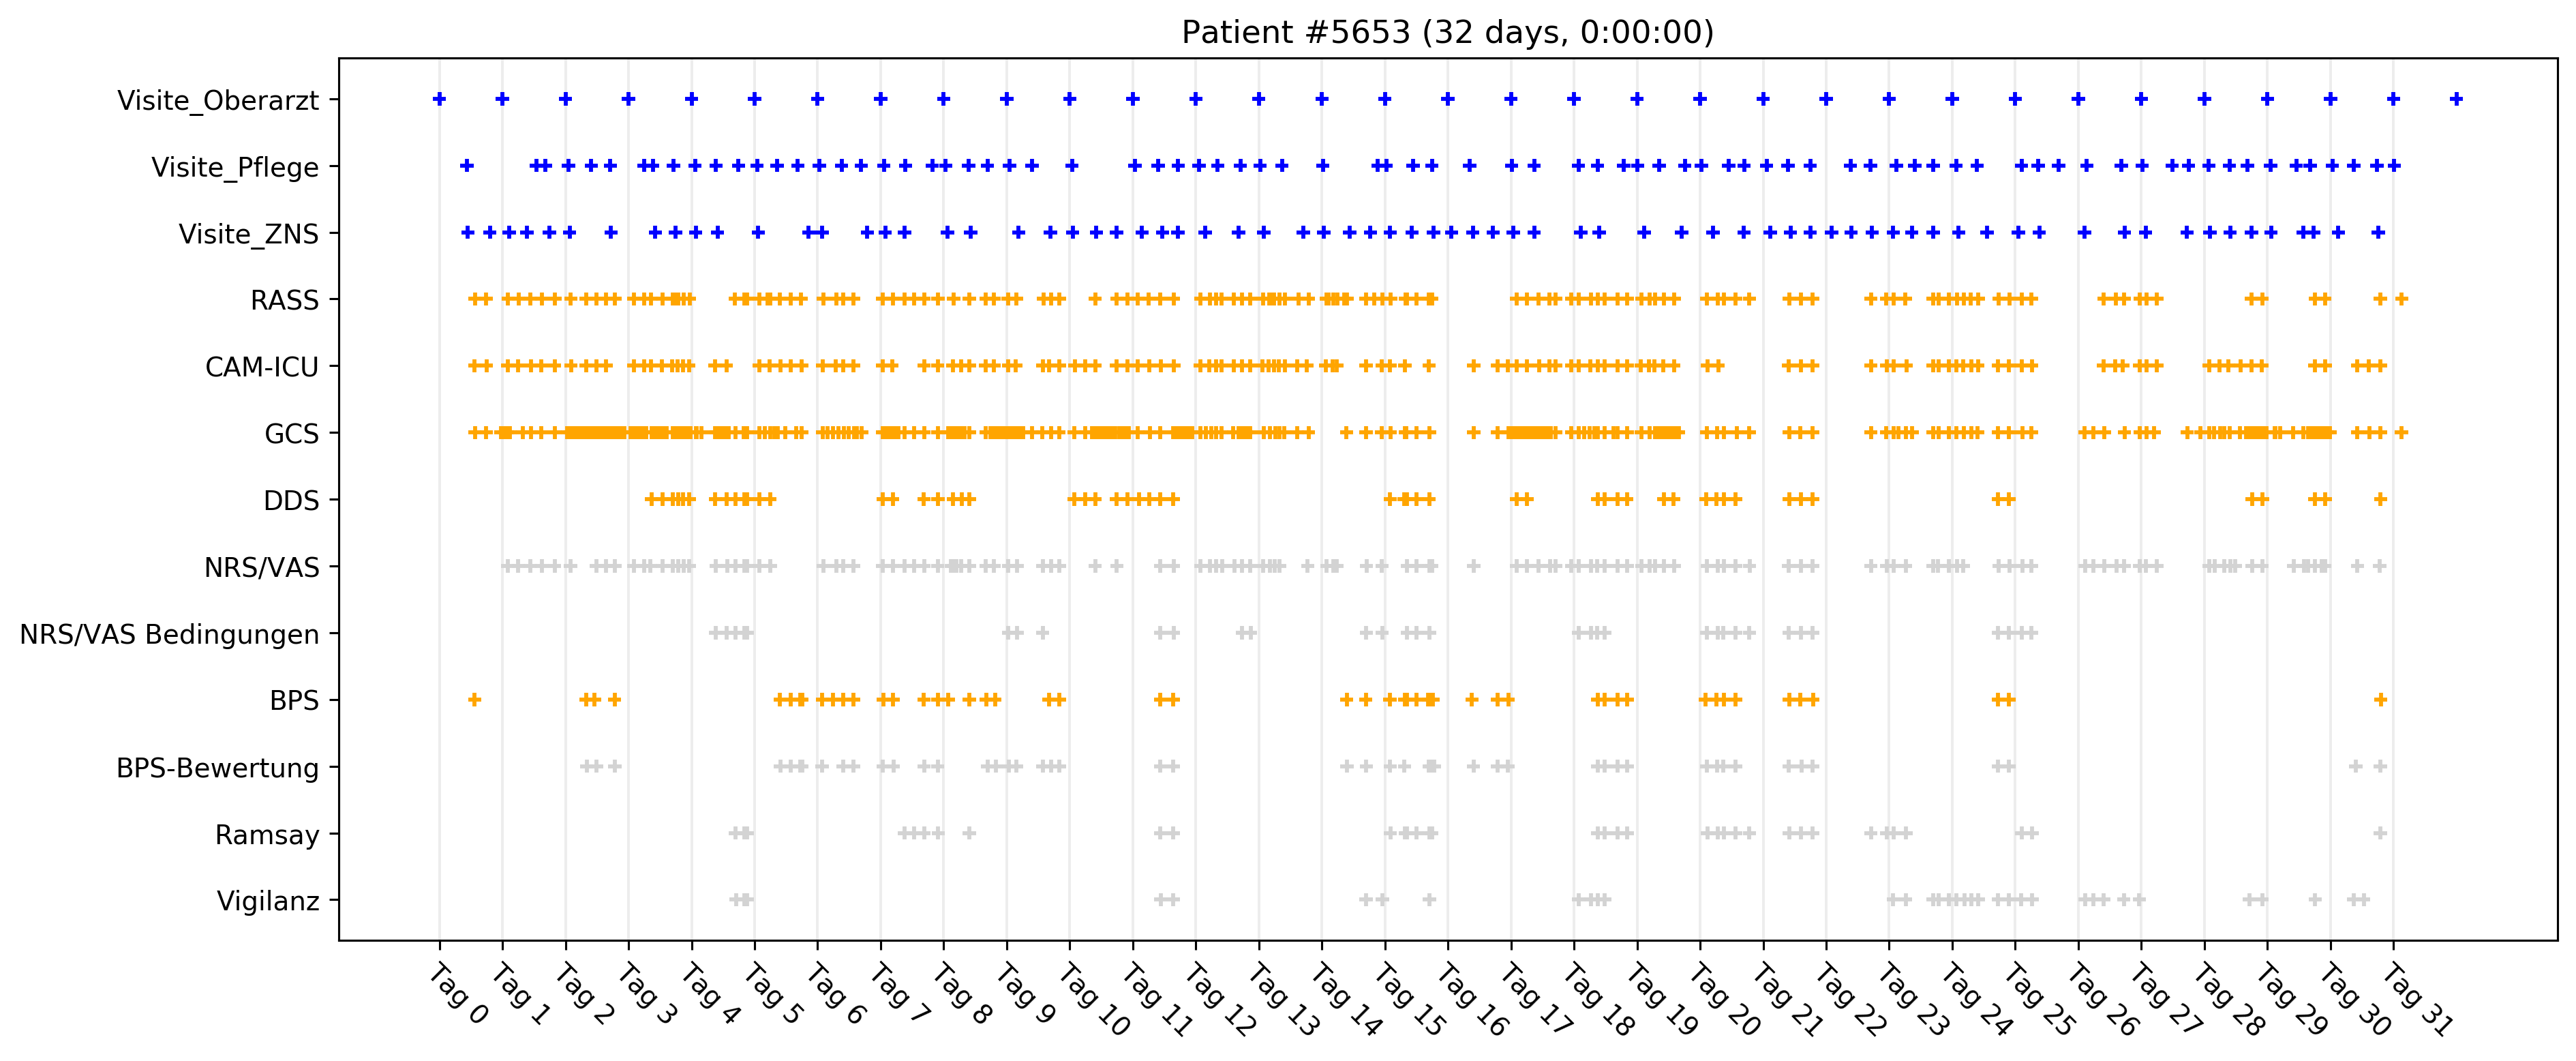 Patient #5653 (32 days, 0:00:00)
Visite_Oberarzt
Visite_Pflege
Visite_ZNS
RASS
CAM-ICU
GCS
DDS
NRS/VAS
NRS/VAS Bedingungen
BPS
BPS-Bewertung
Ramsay
Vigilanz
Tag 0
Tag 1
Tag 2
Tag 3
Tag 4
Tag 5
Tag 6
Tag 7
Tag 8
Tag 9
Tag 10
Tag 11
Tag 12
Tag 13
Tag 14
Tag 15
Tag 16
Tag 17
Tag 18
Tag 19
Tag 20
Tag 21
Tag 22
Tag 23
Tag 24
Tag 25
Tag 26
Tag 27
Tag 28
Tag 29
Tag 30
Tag 31